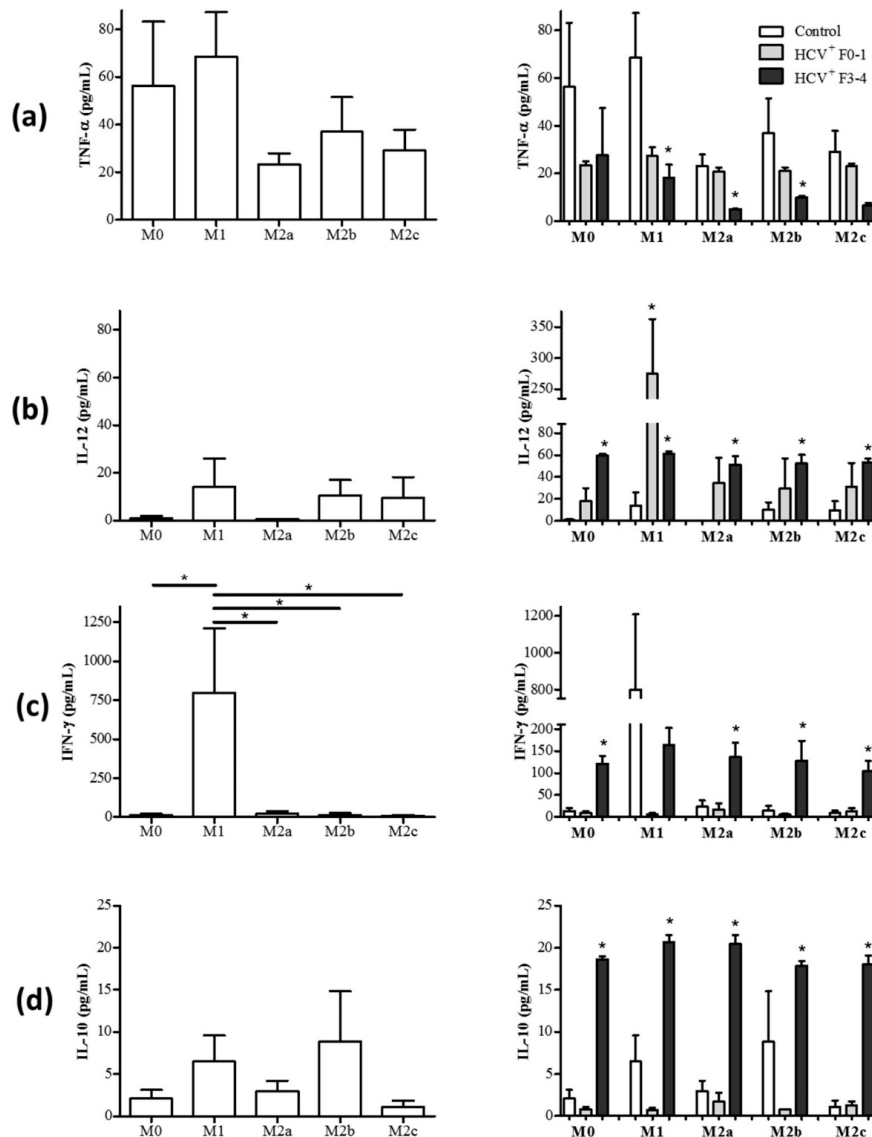 (a)
TNF-α (pg/mL)
80
60
40
20
0
M0 M1 M2a M2b M2c
TNF-α (pg/mL)
80
60
40
20
0
Control
HCV+ F0-1
HCV+ F3-4
* * *
M0 M1 M2a M2b M2c
(b)
IL-12 (pg/mL)
80
60
40
20
0
M0 M1 M2a M2b M2c
IL-12 (pg/mL)
350
300
250
80
60
40
20
0
* * * * * *
M0 M1 M2a M2b M2c
(c)
IFN-γ (pg/mL)
1250
1000
750
500
250
0
* * * *
M0 M1 M2a M2b M2c
IFN-γ (pg/mL)
1200
1000
800
200
150
100
50
0
* * * *
M0 M1 M2a M2b M2c
(d)
IL-10 (pg/mL)
25
20
15
10
5
0
M0 M1 M2a M2b M2c
IL-10 (pg/mL)
25
20
15
10
5
0
* * * * *
M0 M1 M2a M2b M2c